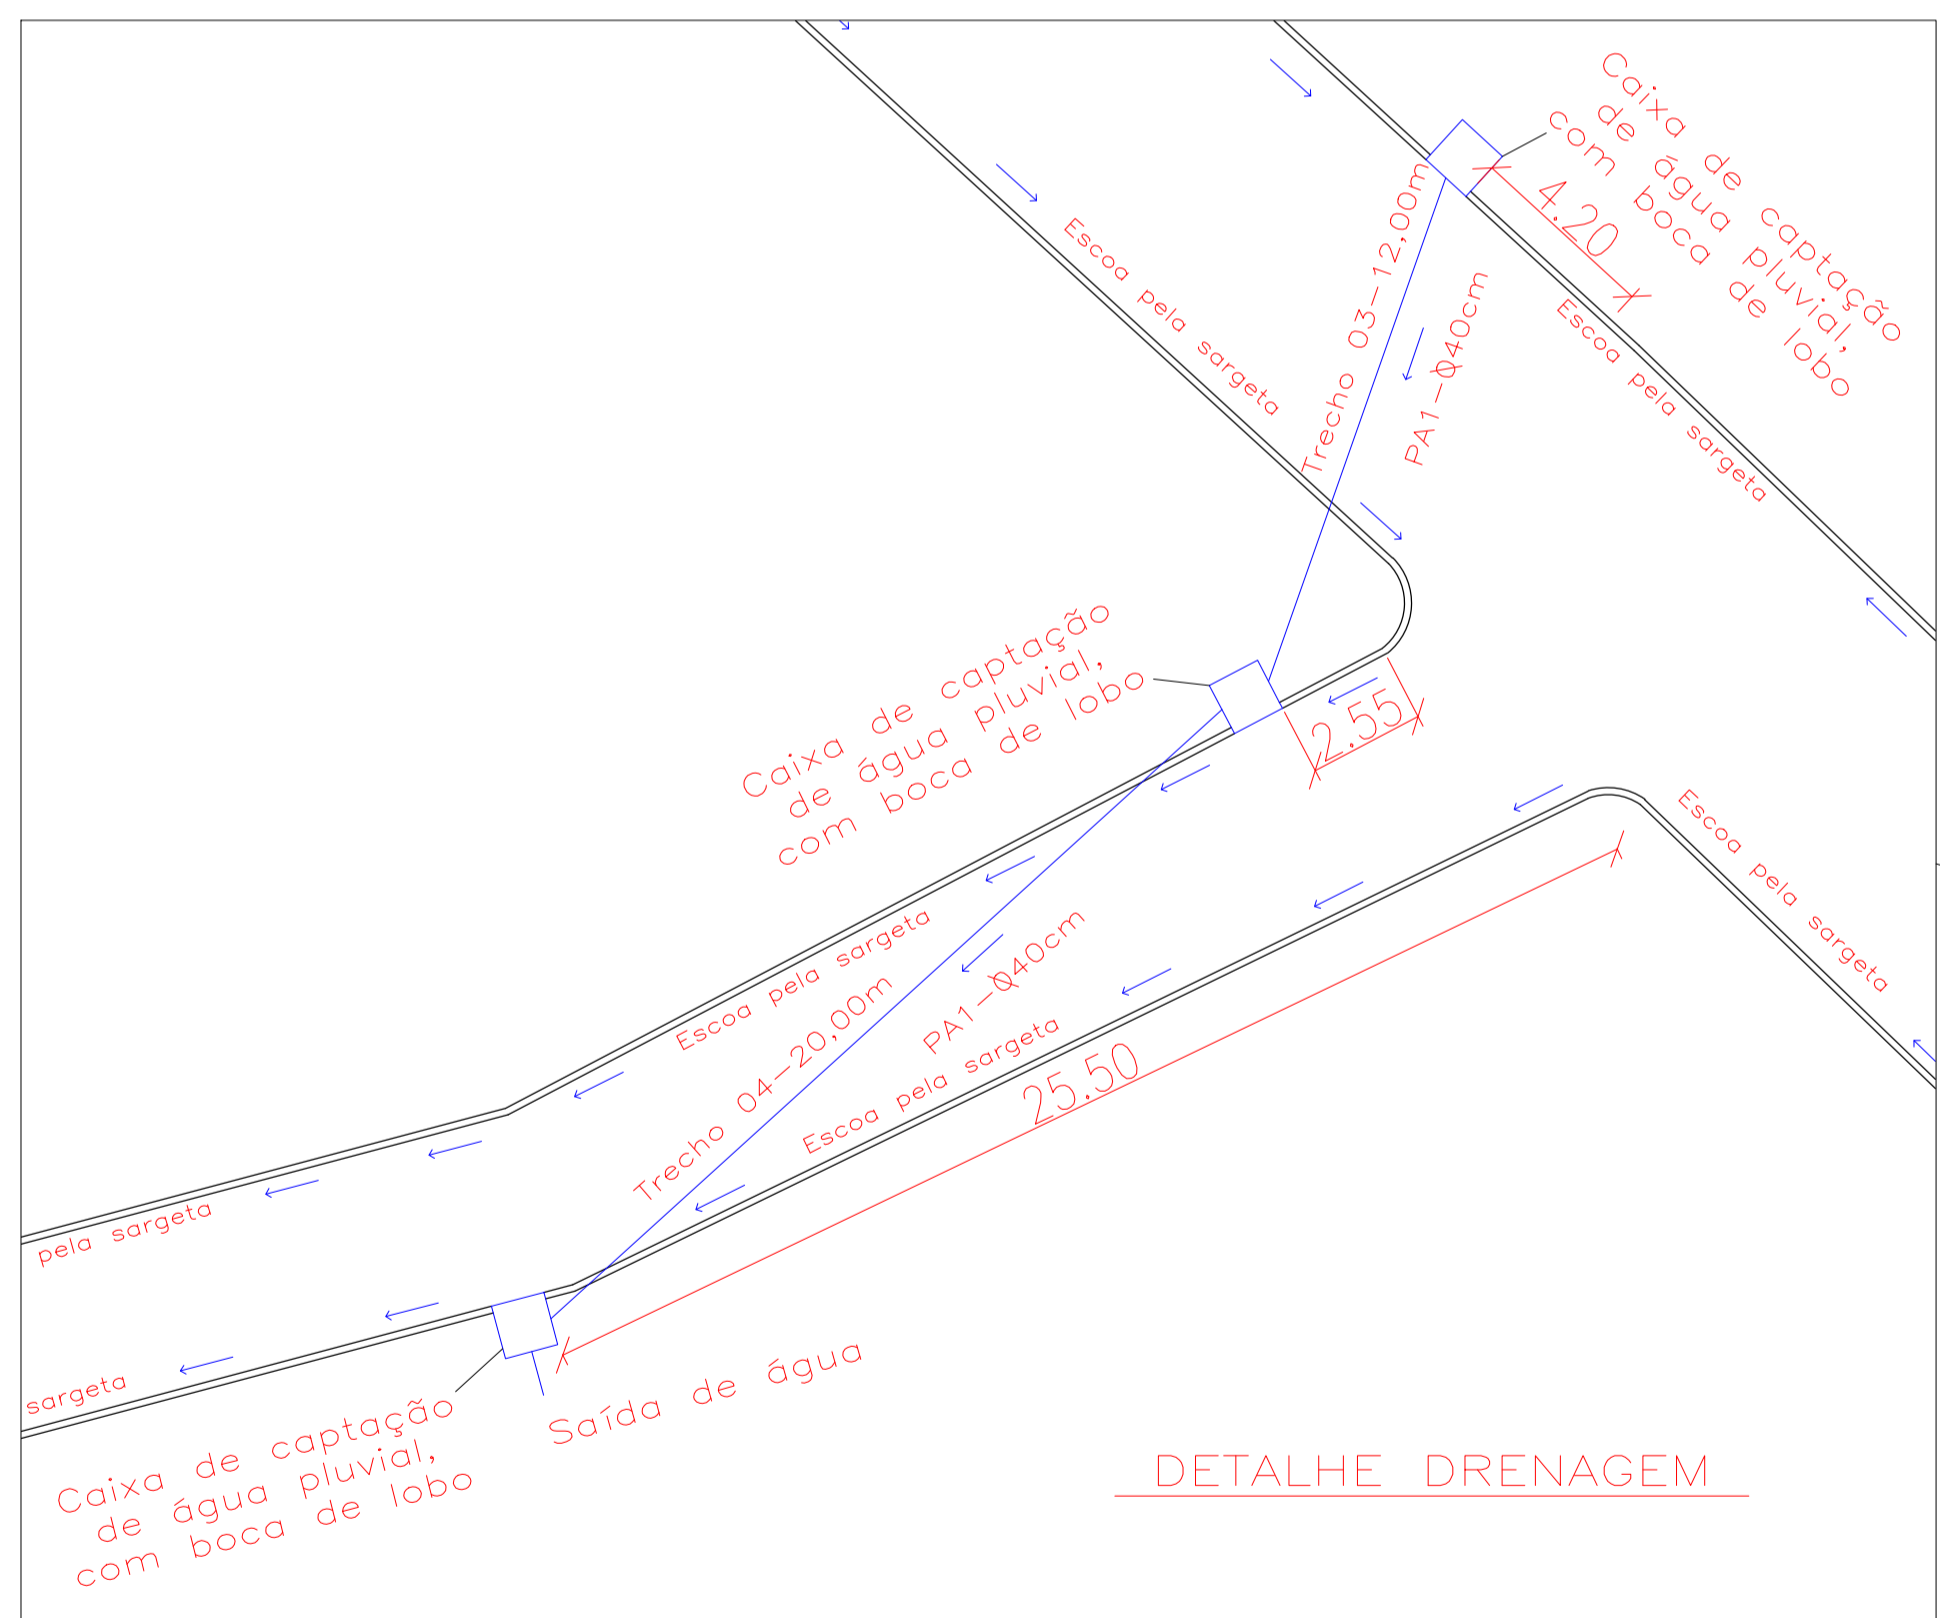 Caixa de captação
de água pluvial,
com boca de lobo
4.20
Escoa pela sargeta
Trecho 03-12,00m
PA1-Ø40cm
Escoa pela sargeta
Caixa de captação
de água pluvial,
com boca de lobo
2.55
Escoa pela sargeta
Escoa pela sargeta
Trecho 04-20,00m
PA1-Ø40cm
Escoa pela sargeta
25.50
pela sargeta
sargeta
Saída de água
Caixa de captação
de água pluvial,
com boca de lobo
DETALHE DRENAGEM